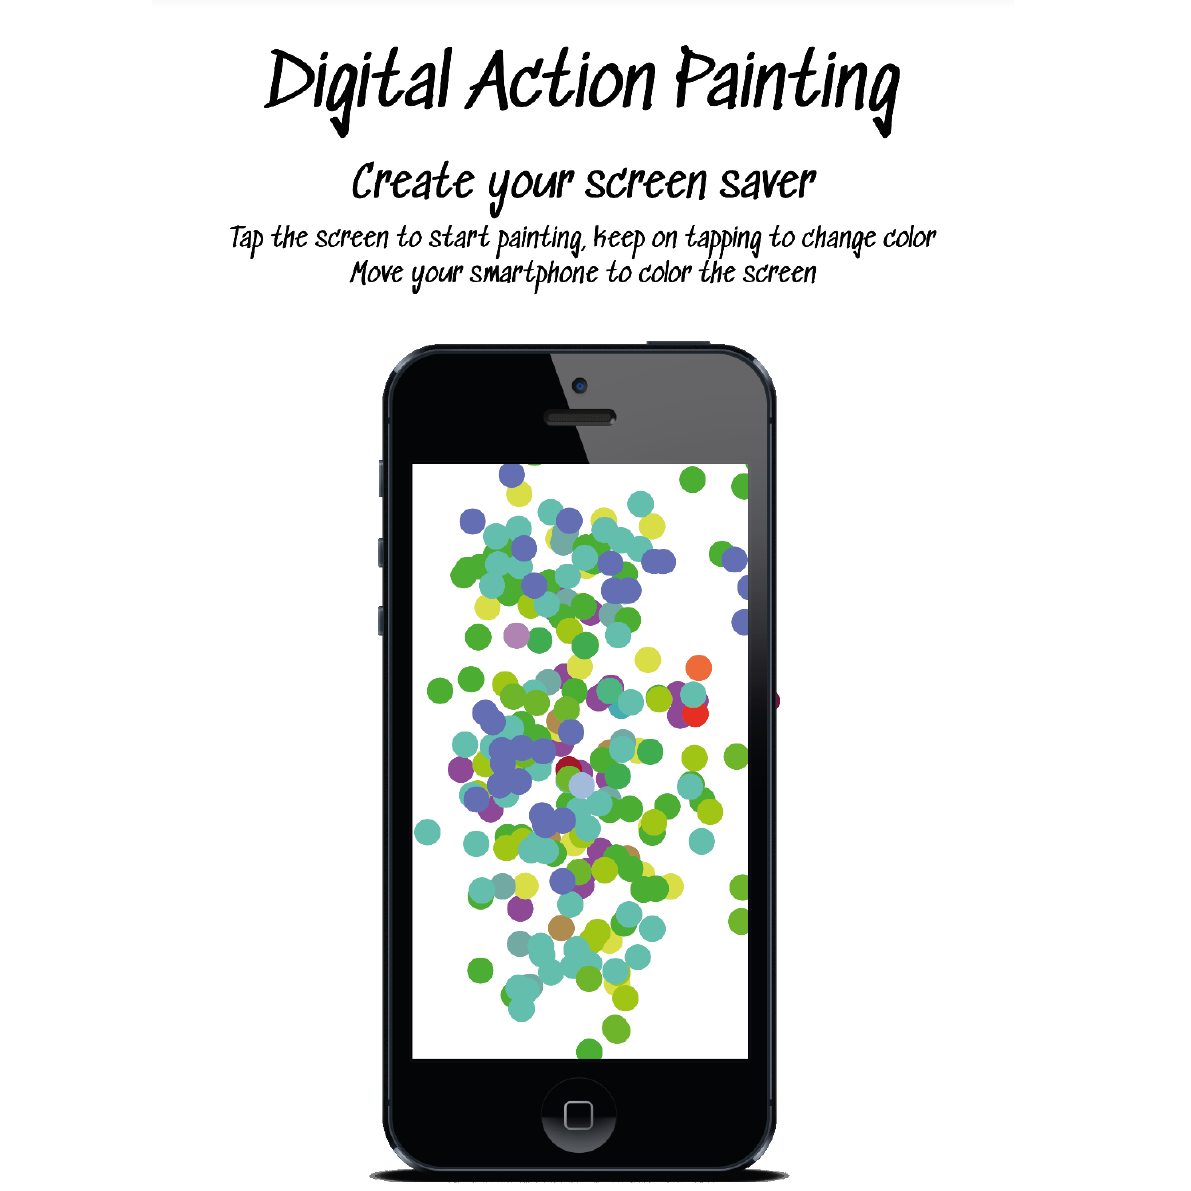 Digital Action Painting
Create your screen saver
Tap the screen to start painting, keep on tapping to change color
Move your smartphone to color the screen